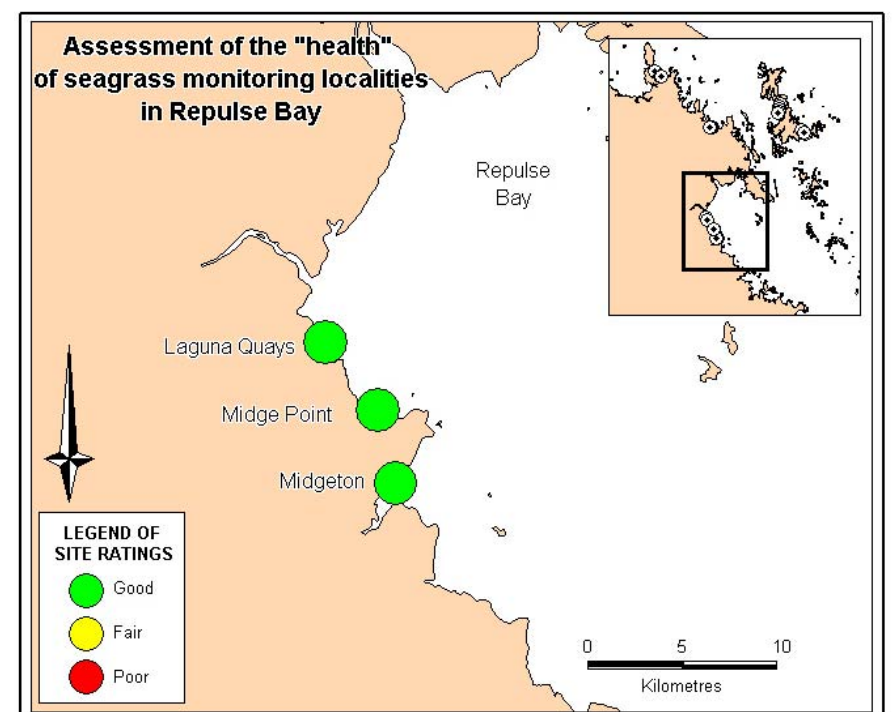 Assessment of the "health"
of seagrass monitoring localities
in Repulse Bay
Repulse
Bay
Laguna Quays
Midge Point
Midgeton
LEGEND OF
SITE RATINGS
Good
Fair
Poor
0 5 10
Kilometres